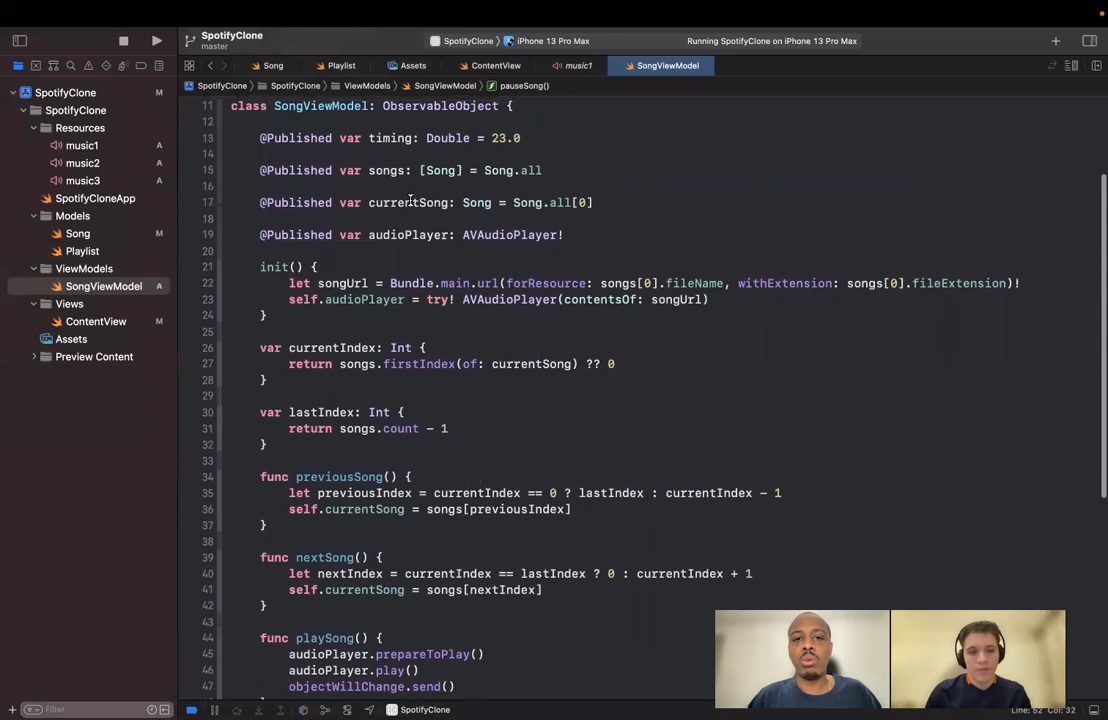 SpotifyClone
master
SpotifyClone
iPhone 13 Pro Max
Running SpotifyClone on iPhone 13 Pro Max
Song
Playlist
Assets
ContentView
music1
SongViewModel
SpotifyClone
SpotifyClone
ViewModels
SongViewModel
pauseSong()
SpotifyClone M
SpotifyClone
Resources
music1 A
music2 A
music3 A
SpotifyCloneApp
Models
Song M
Playlist
ViewModels
SongViewModel A
Views
ContentView M
Assets
Preview Content
11 class SongViewModel: ObservableObject {
12
13 @Published var timing: Double = 23.0
14
15 @Published var songs: [Song] = Song.all
16
17 @Published var currentSong: Song = Song.all[0]
18
19 @Published var audioPlayer: AVAudioPlayer!
20
21 init() {
22 let songUrl = Bundle.main.url(forResource: songs[0].fileName, withExtension: songs[0].fileExtension)!
23 self.audioPlayer = try! AVAudioPlayer(contentsOf: songUrl)
24 }
25
26 var currentIndex: Int {
27 return songs.firstIndex(of: currentSong) ?? 0
28 }
29
30 var lastIndex: Int {
31 return songs.count - 1
32 }
33
34 func previousSong() {
35 let previousIndex = currentIndex == 0 ? lastIndex : currentIndex - 1
36 self.currentSong = songs[previousIndex]
37 }
38
39 func nextSong() {
40 let nextIndex = currentIndex == lastIndex ? 0 : currentIndex + 1
41 self.currentSong = songs[nextIndex]
42 }
43
44 func playSong() {
45 audioPlayer.prepareToPlay()
46 audioPlayer.play()
47 objectWillChange.send()
Filter
SpotifyClone
Line: 52 Col: 32